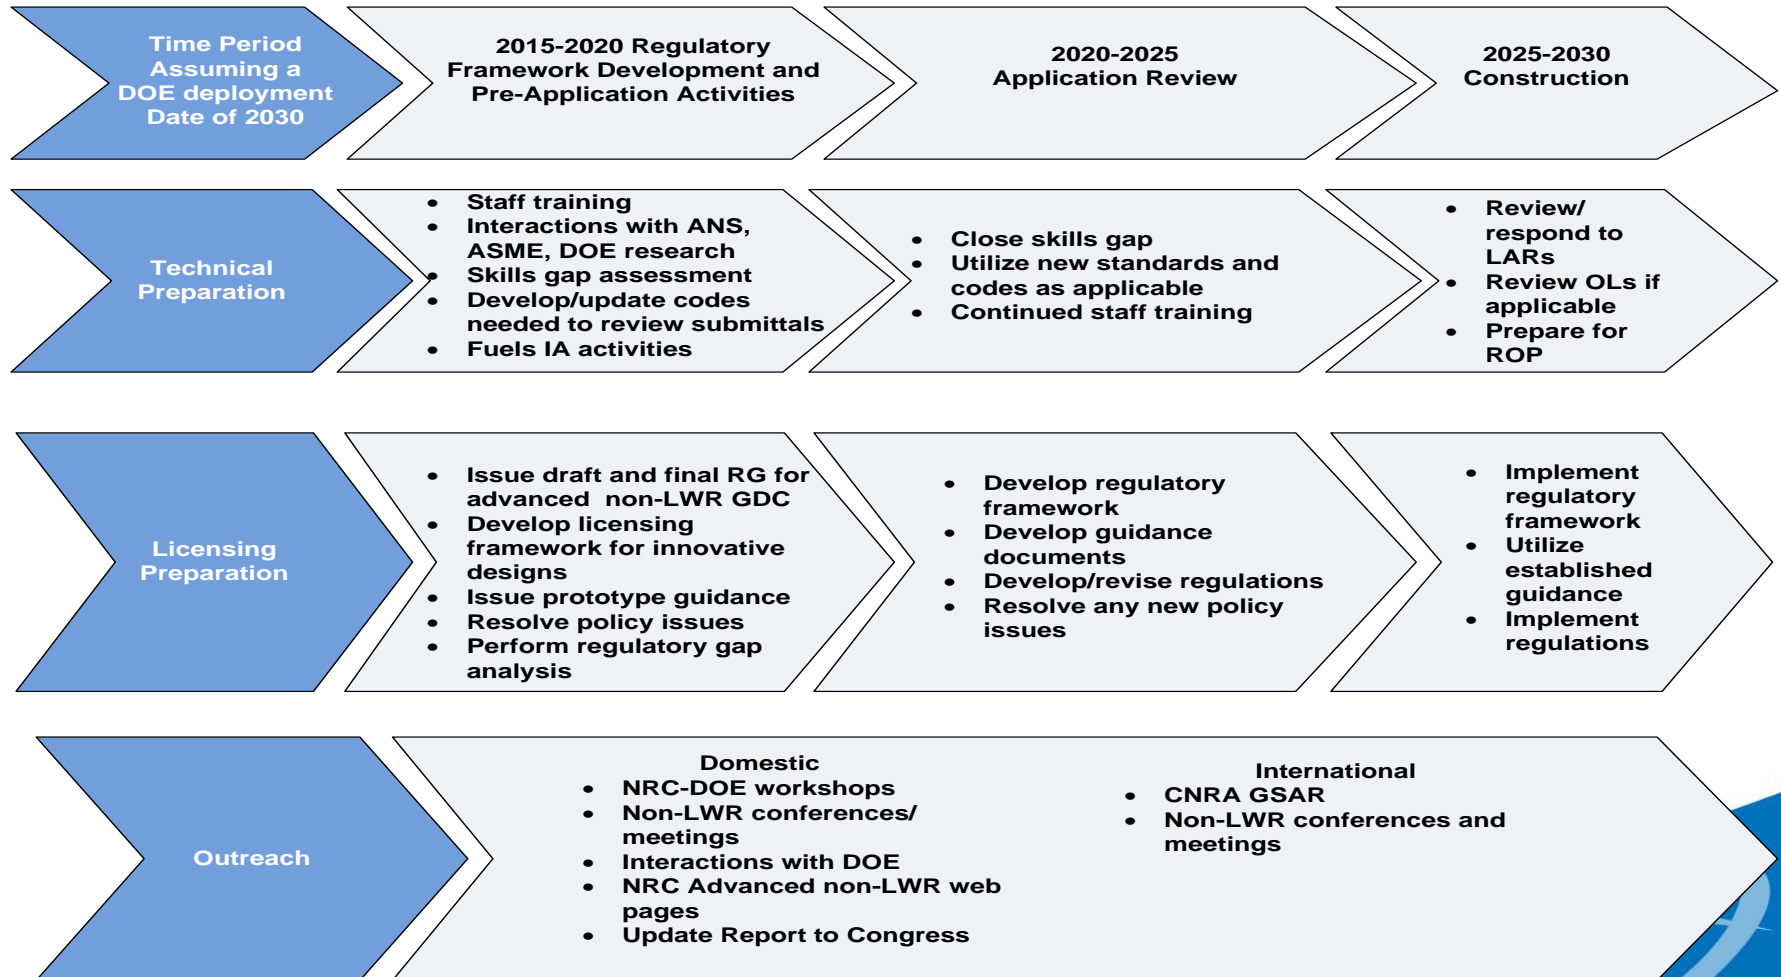 Time Period
Assuming a
DOE deployment
Date of 2030
2015-2020 Regulatory
Framework Development and
Pre-Application Activities
2020-2025
Application Review
2025-2030
Construction
Technical
Preparation
• Staff training
• Interactions with ANS,
ASME, DOE research
• Skills gap assessment
• Develop/update codes
needed to review submittals
• Fuels IA activities
• Close skills gap
• Utilize new standards and
codes as applicable
• Continued staff training
• Review/
respond to
LARs
• Review OLs if
applicable
• Prepare for
ROP
Licensing
Preparation
• Issue draft and final RG for
advanced non-LWR GDC
• Develop licensing
framework for innovative
designs
• Issue prototype guidance
• Resolve policy issues
• Perform regulatory gap
analysis
• Develop regulatory
framework
• Develop guidance
documents
• Develop/revise regulations
• Resolve any new policy
issues
• Implement
regulatory
framework
• Utilize
established
guidance
• Implement
regulations
Outreach
Domestic
• NRC-DOE workshops
• Non-LWR conferences/
meetings
• Interactions with DOE
• NRC Advanced non-LWR web
pages
• Update Report to Congress
International
• CNRA GSAR
• Non-LWR conferences and
meetings